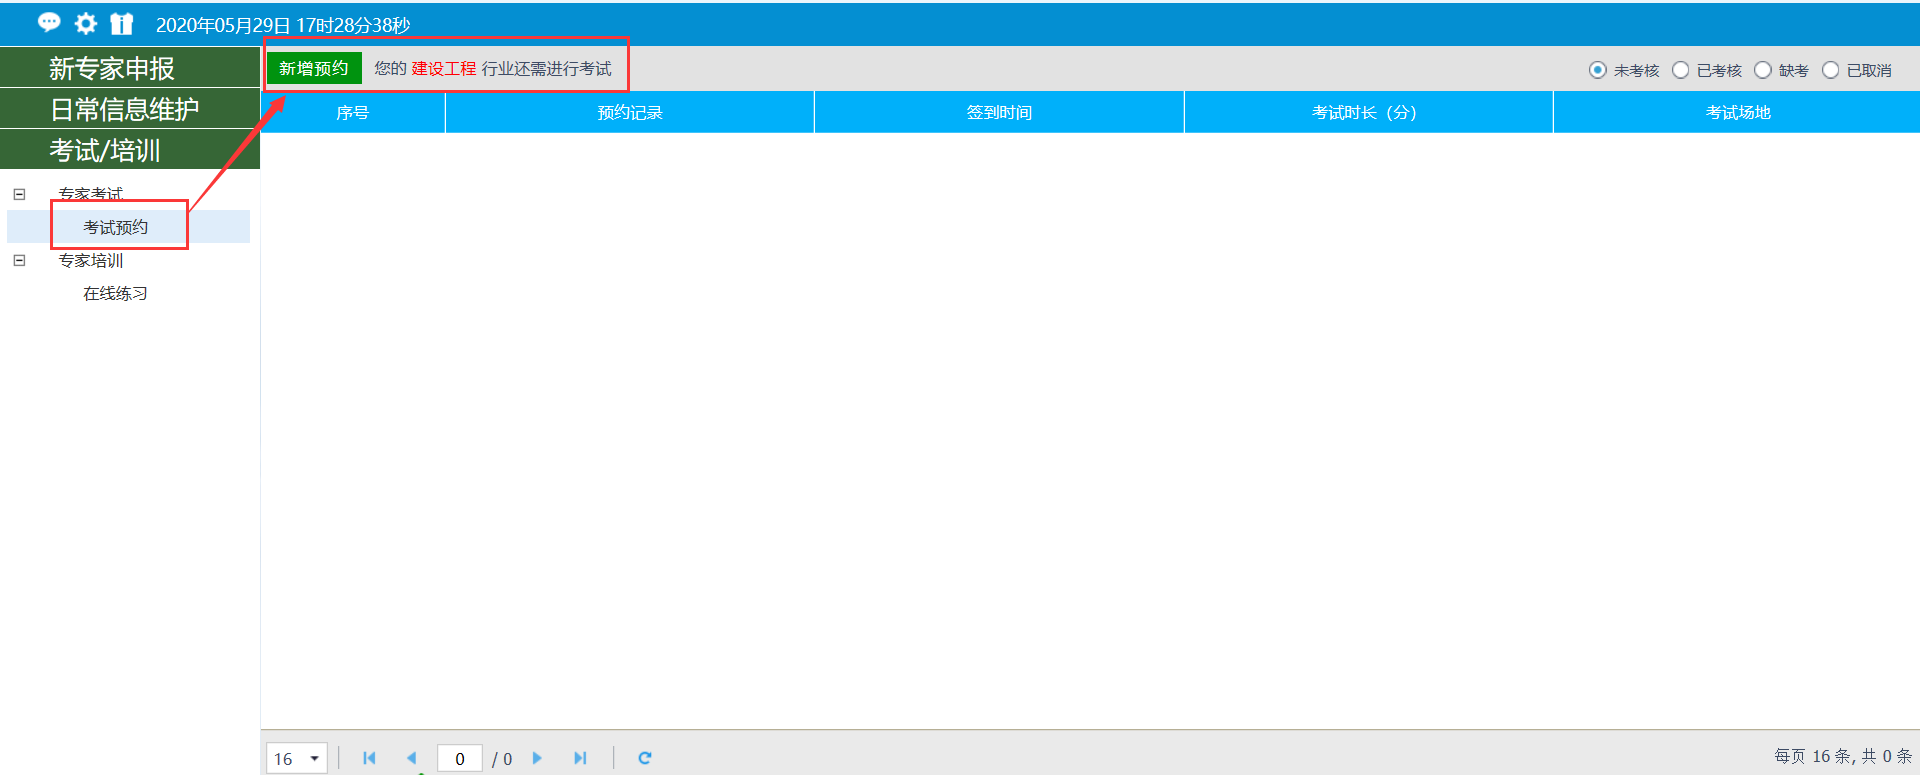 2020年05月29日 17时28分38秒
新专家申报
日常信息维护
考试/培训
专家考试
考试预约
专家培训
在线练习
新增预约 您的 建设工程 行业还需进行考试
未考核 已考核 缺考 已取消
序号 预约记录 签到时间 考试时长（分） 考试场地
16 0 / 0
每页 16 条, 共 0 条